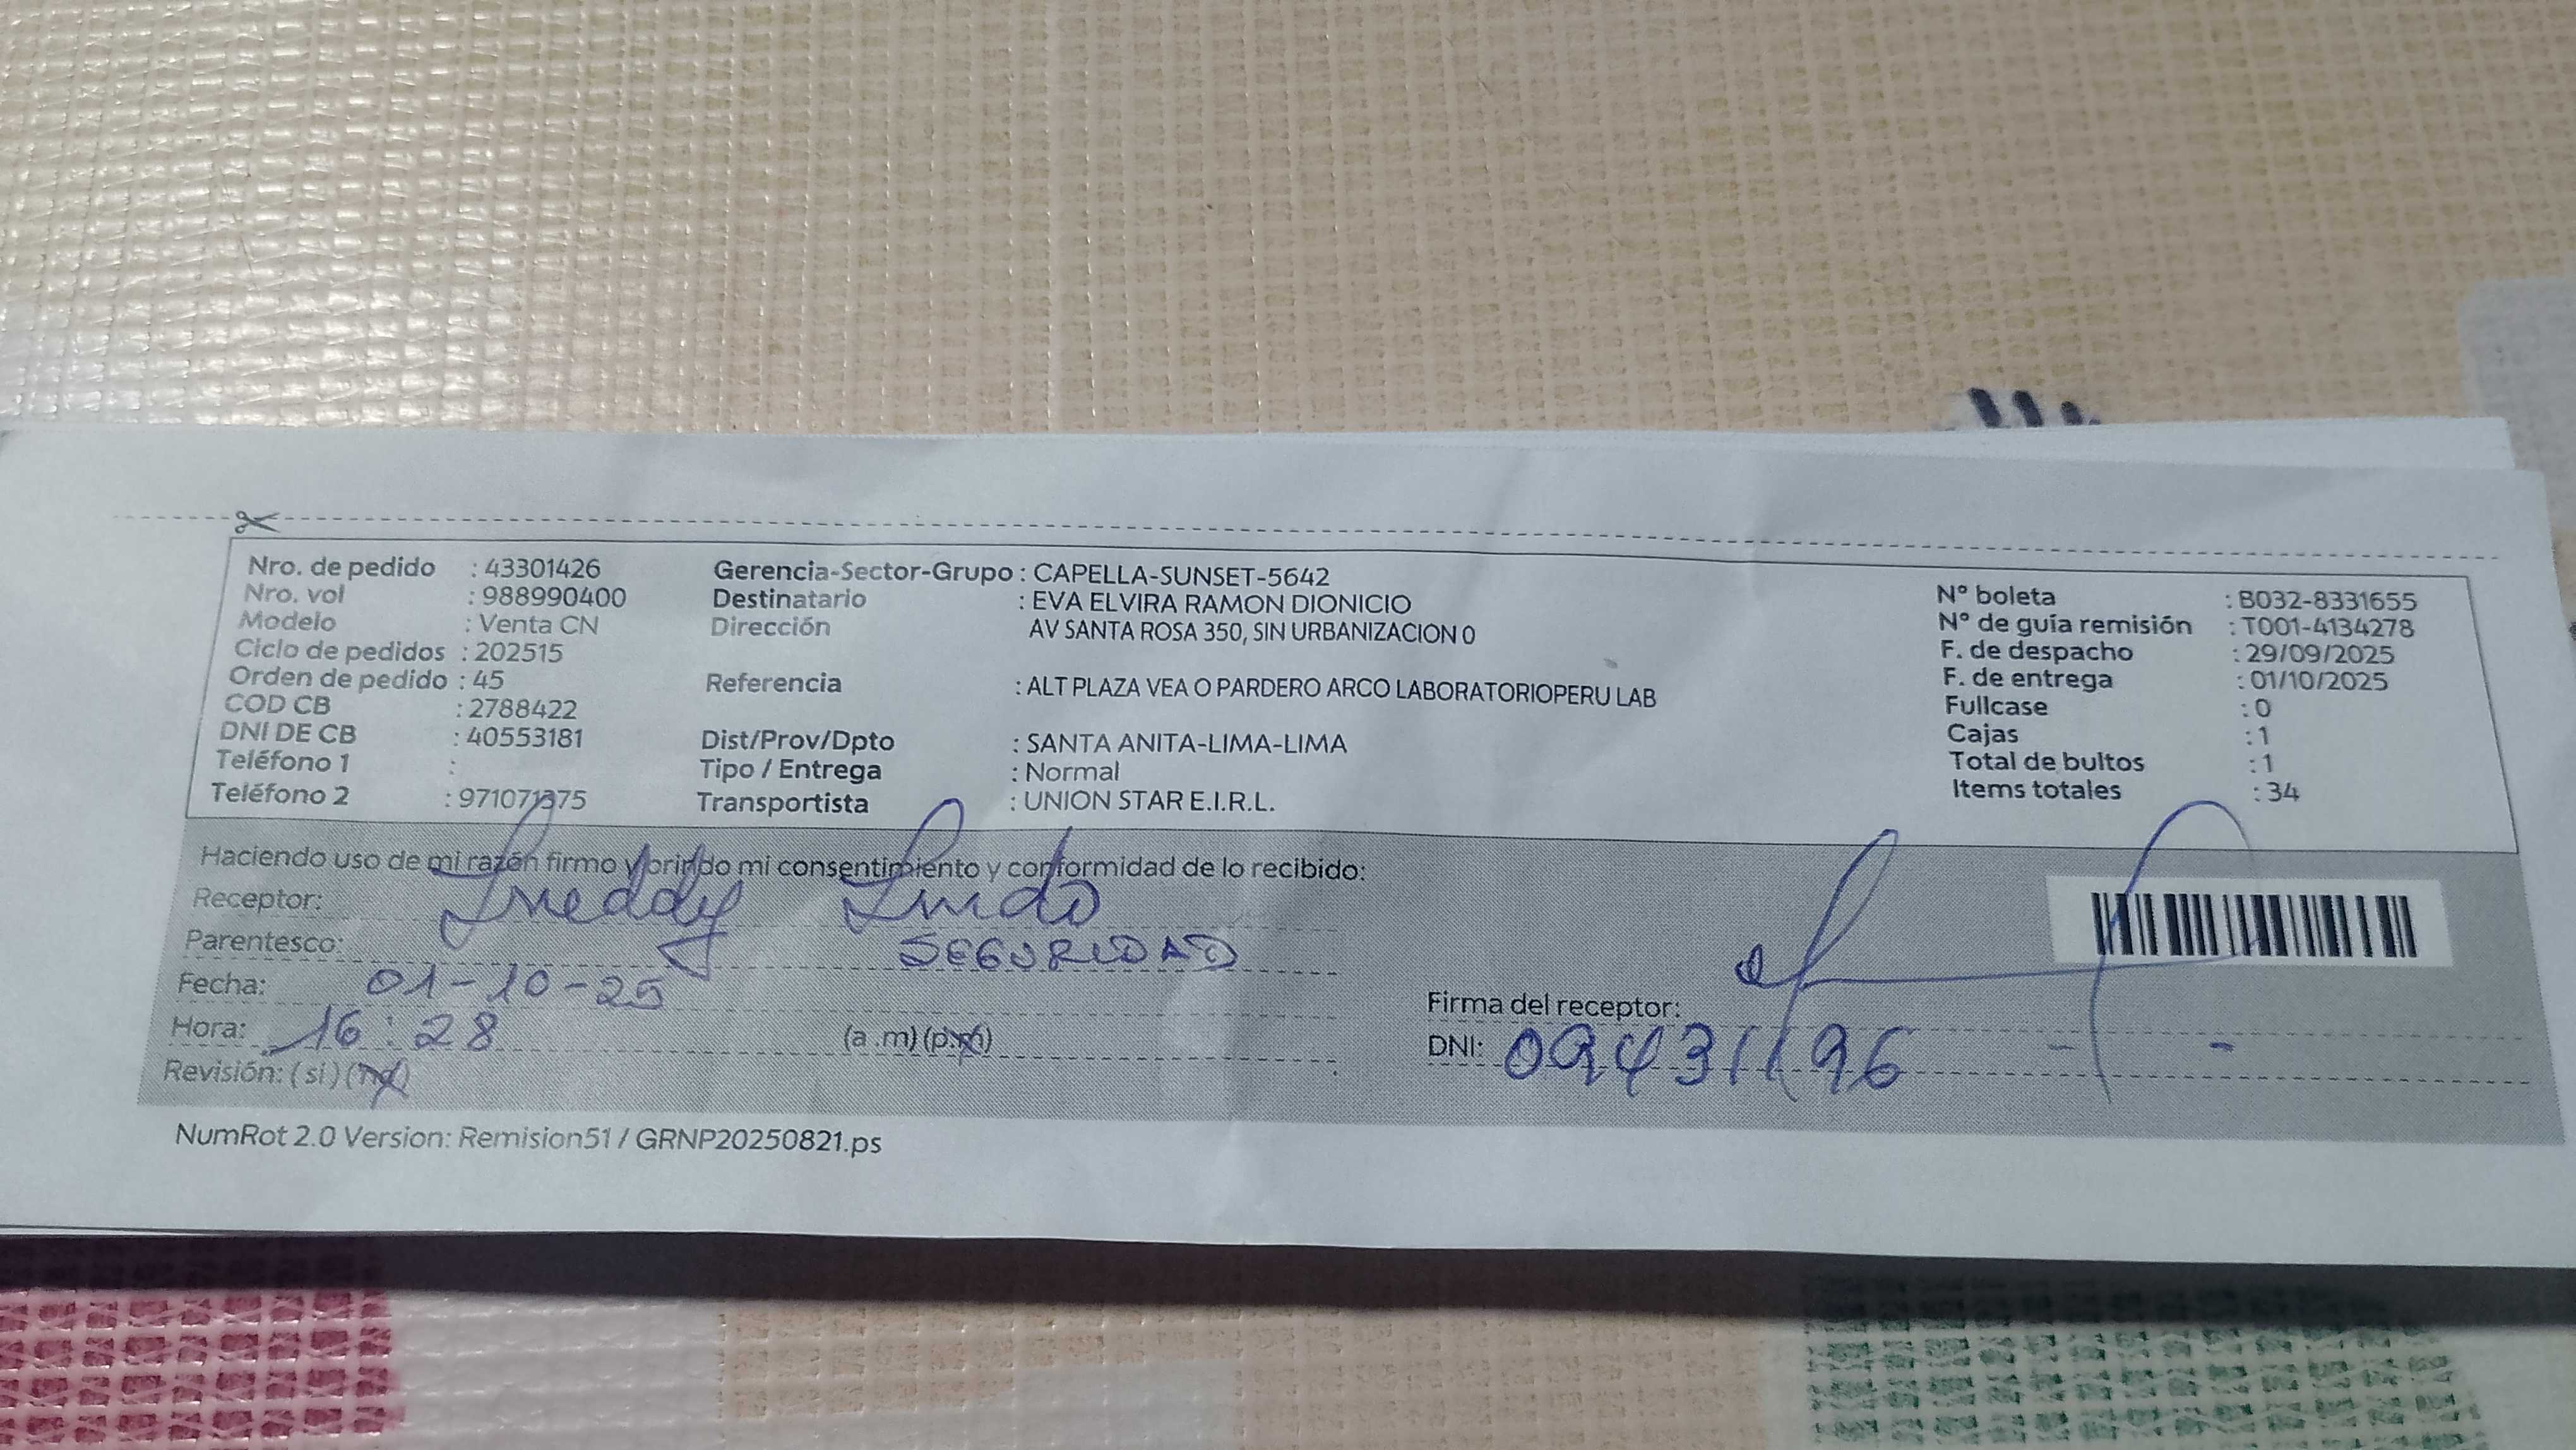 Nro. de pedido : 43301426
Nro. vol : 988990400
Modelo : Venta CN
Ciclo de pedidos : 202515
Orden de pedido : 45
COD CB : 2788422
DNI DE CB : 40553181
Teléfono 1 :
Teléfono 2 : 971071375
Gerencia-Sector-Grupo : CAPELLA-SUNSET-5642
Destinatario : EVA ELVIRA RAMON DIONICIO
Dirección AV SANTA ROSA 350, SIN URBANIZACION 0
Referencia : ALT PLAZA VEA O PARDERO ARCO LABORATORIOPERU LAB
Dist/Prov/Dpto : SANTA ANITA-LIMA-LIMA
Tipo / Entrega : Normal
Transportista : UNION STAR E.I.R.L.
N° boleta : B032-8331655
N° de guía remisión : T001-4134278
F. de despacho : 29/09/2025
F. de entrega : 01/10/2025
Fullcase : 0
Cajas : 1
Total de bultos : 1
Items totales : 34
Haciendo uso de mi razón firmo y brindo mi consentimiento y conformidad de lo recibido:
Receptor: Freddy
Parentesco: SEGURIDAD
Fecha: 01-10-25
Hora: 16:28 (a.m) (p.m)
Revisión: (si) (no)
Firma del receptor:
DNI: 09431196
NumRot 2.0 Version: Remision51 / GRNP20250821.ps